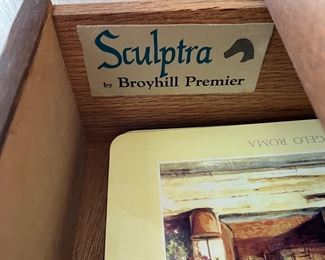 Sculptra
by Broyhill Premier
GELO ROMA